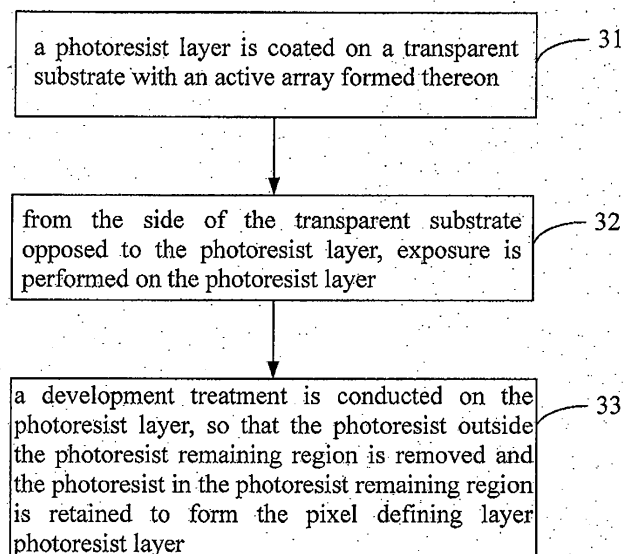 a photoresist layer is coated on a transparent
substrate with an active array formed thereon
31
from the side of the transparent substrate
opposed to the photoresist layer, exposure is
performed on the photoresist layer
32
a development treatment is conducted on the
photoresist layer, so that the photoresist outside
the photoresist remaining region is removed and
the photoresist in the photoresist remaining region
is retained to form the pixel defining layer
photoresist layer
33